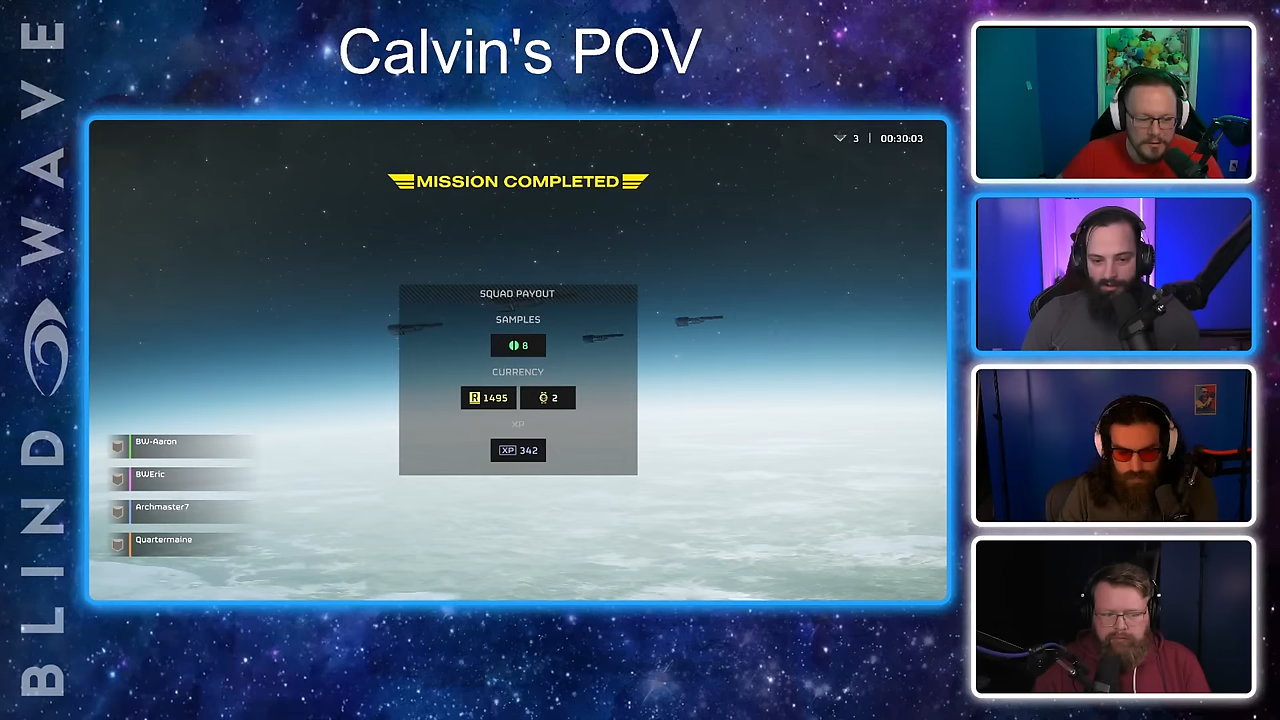 Calvin's POV
BLIND WAVE
3 | 00:30:03
MISSION COMPLETED
SQUAD PAYOUT
SAMPLES
8
CURRENCY
R 1495 2
XP
XP 342
BW-Aaron
BWEric
Archmaster7
Quartermaine